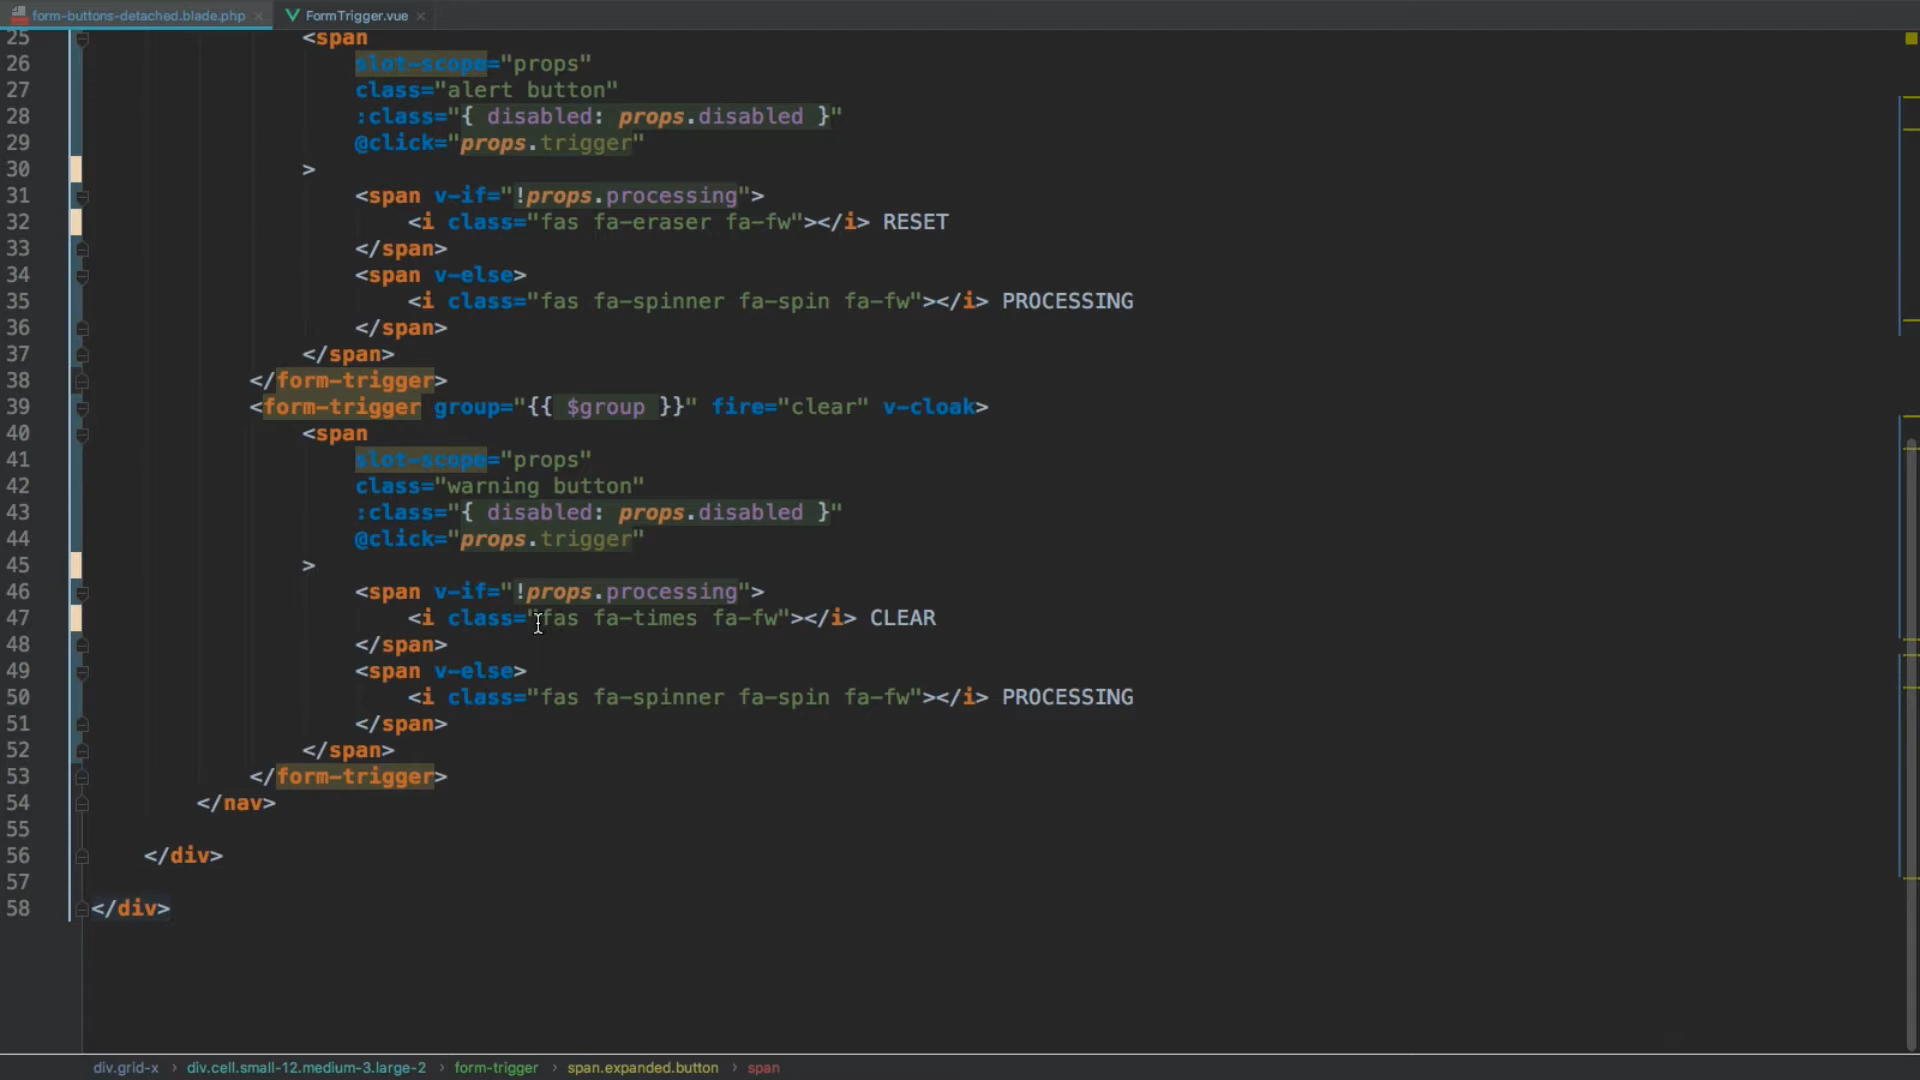 form-buttons-detached.blade.php × FormTrigger.vue ×
25 <span
26 slot-scope="props"
27 class="alert button"
28 :class="{ disabled: props.disabled }"
29 @click="props.trigger"
30 >
31 <span v-if="!props.processing">
32 <i class="fas fa-eraser fa-fw"></i> RESET
33 </span>
34 <span v-else>
35 <i class="fas fa-spinner fa-spin fa-fw"></i> PROCESSING
36 </span>
37 </span>
38 </form-trigger>
39 <form-trigger group="{{ $group }}" fire="clear" v-cloak>
40 <span
41 slot-scope="props"
42 class="warning button"
43 :class="{ disabled: props.disabled }"
44 @click="props.trigger"
45 >
46 <span v-if="!props.processing">
47 <i class="fas fa-times fa-fw"></i> CLEAR
48 </span>
49 <span v-else>
50 <i class="fas fa-spinner fa-spin fa-fw"></i> PROCESSING
51 </span>
52 </span>
53 </form-trigger>
54 </nav>
55
56 </div>
57
58 </div>
div.grid-x › div.cell.small-12.medium-3.large-2 › form-trigger › span.expanded.button › span